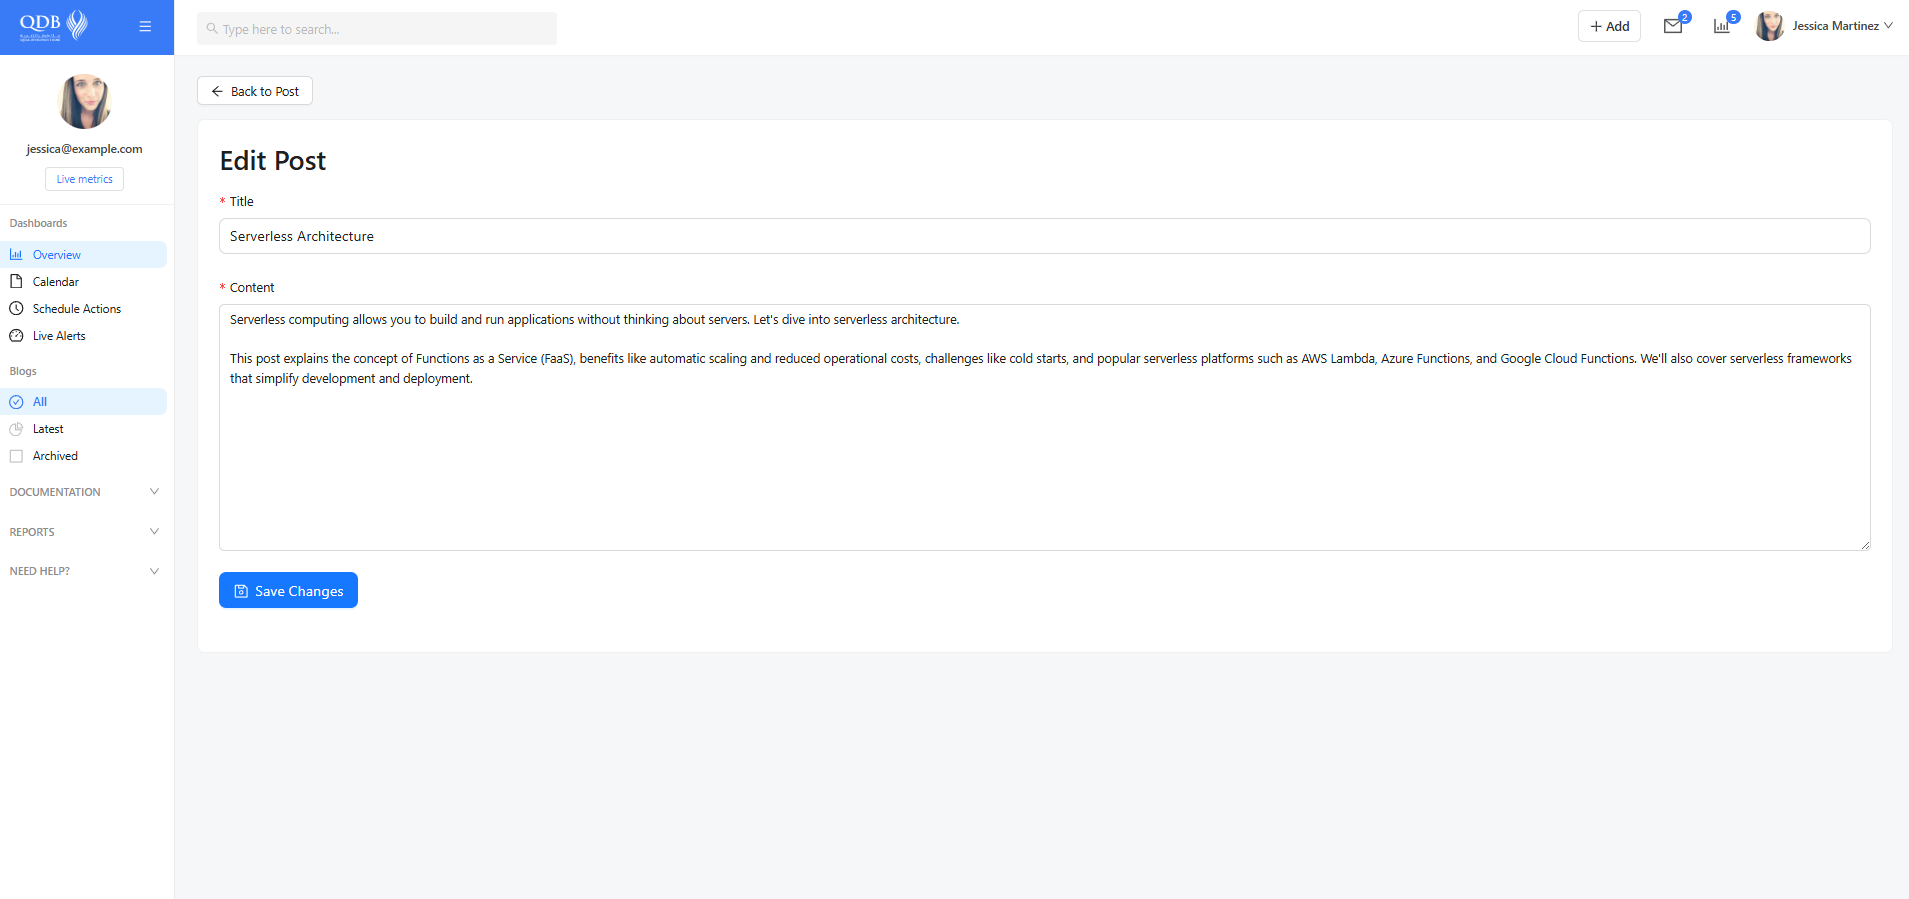 QDB
Type here to search...
Add
2
5
Jessica Martinez
jessica@example.com
Live metrics
Dashboards
Overview
Calendar
Schedule Actions
Live Alerts
Blogs
All
Latest
Archived
DOCUMENTATION
REPORTS
NEED HELP?
Back to Post
Edit Post
* Title
Serverless Architecture
* Content
Serverless computing allows you to build and run applications without thinking about servers. Let's dive into serverless architecture.
This post explains the concept of Functions as a Service (FaaS), benefits like automatic scaling and reduced operational costs, challenges like cold starts, and popular serverless platforms such as AWS Lambda, Azure Functions, and Google Cloud Functions. We'll also cover serverless frameworks
that simplify development and deployment.
Save Changes